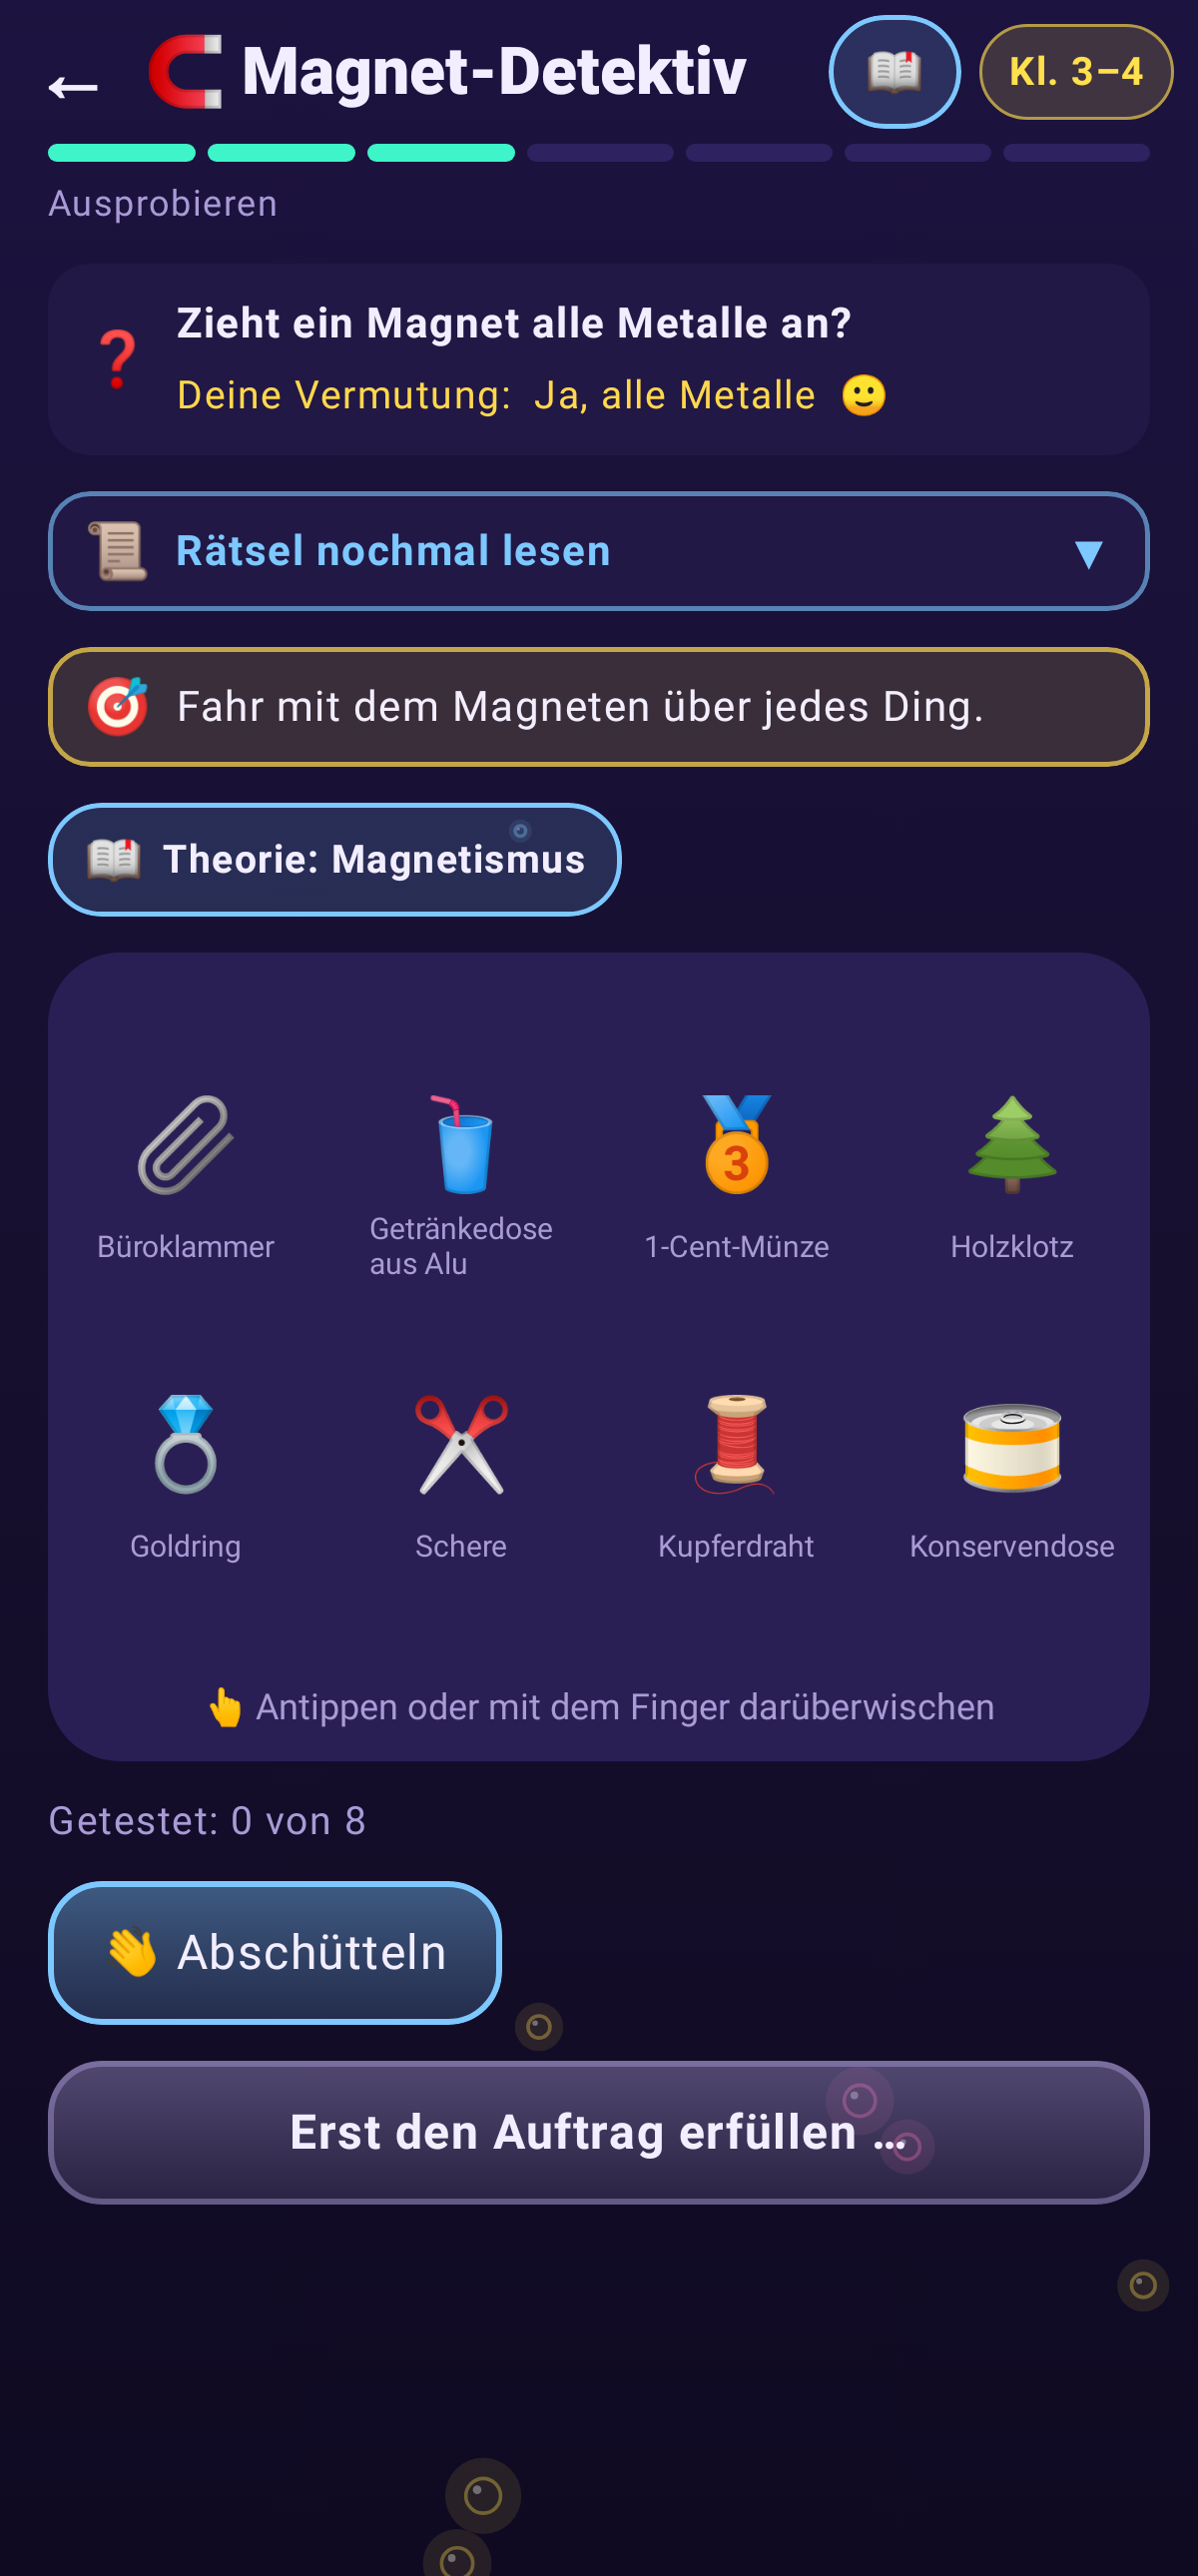 Magnet-Detektiv
Kl. 3–4
Ausprobieren
Zieht ein Magnet alle Metalle an?
Deine Vermutung: Ja, alle Metalle
Rätsel nochmal lesen
Fahr mit dem Magneten über jedes Ding.
Theorie: Magnetismus
3
Büroklammer
Getränkedose
aus Alu
1-Cent-Münze
Holzklotz
Goldring
Schere
Kupferdraht
Konservendose
Antippen oder mit dem Finger darüberwischen
Getestet: 0 von 8
Abschütteln
Erst den Auftrag erfüllen …